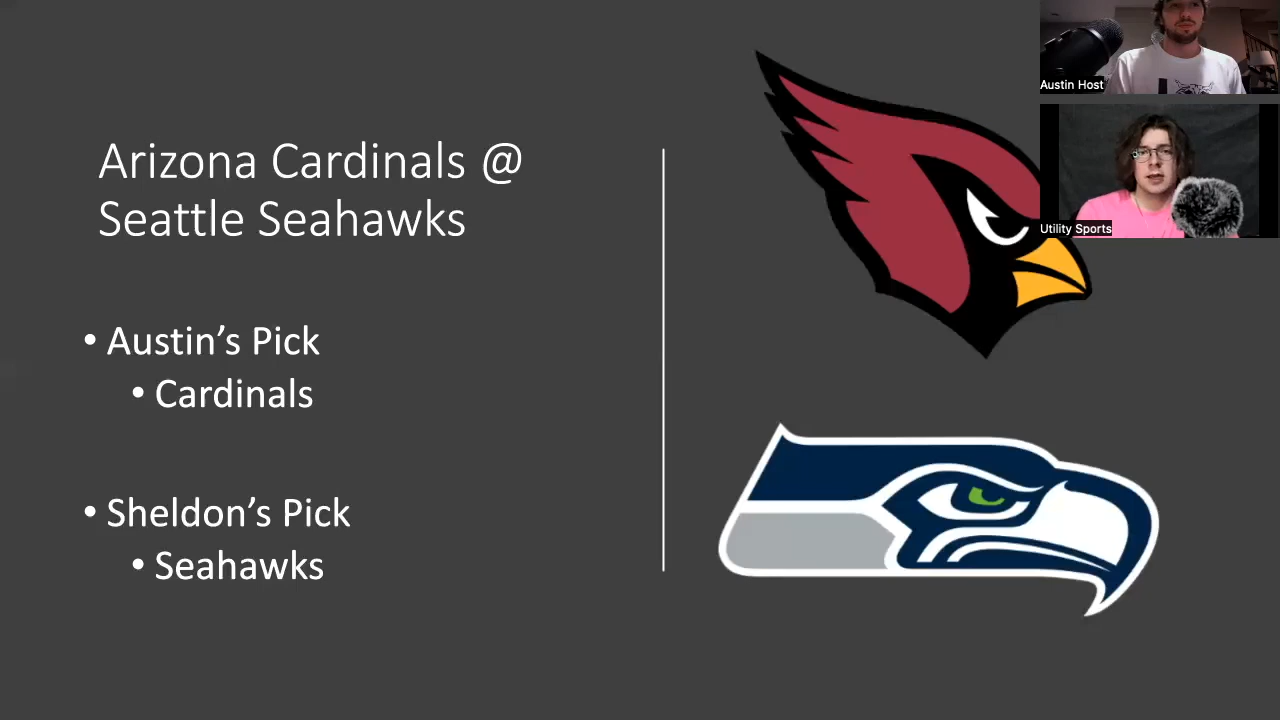 Arizona Cardinals @
Seattle Seahawks
• Austin’s Pick
• Cardinals
• Sheldon’s Pick
• Seahawks
Austin Host
Utility Sports